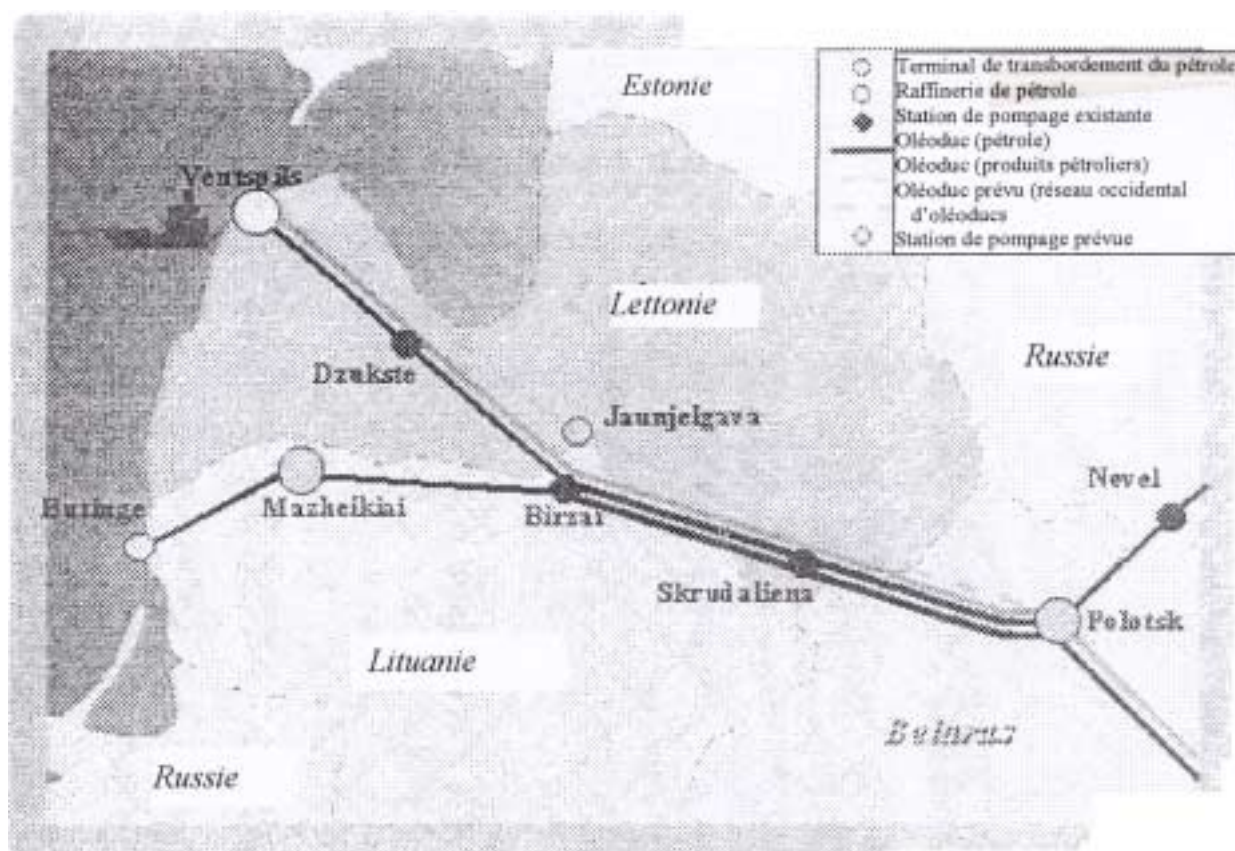 Terminal de transbordement du pétrole
Raffinerie de pétrole
Station de pompage existante
Oléoduc (pétrole)
Oléoduc (produits pétroliers)
Oléoduc prévu (réseau occidental
d'oléoducs
Station de pompage prévue
Estonie
Ventspils
Lettonie
Russie
Dzukste
Jaunjelgava
Nevel
Butinge
Mazheikiai
Birzai
Skrudaliena
Polotsk
Lituanie
Belarus
Russie